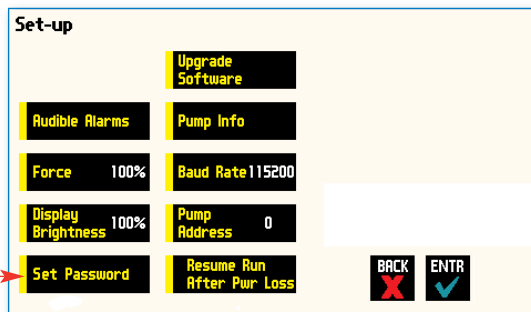 Set-up
Upgrade
Software
Audible Alarms
Pump Info
Force 100%
Baud Rate 115200
Display
Brightness 100%
Pump
Address 0
Set Password
Resume Run
After Pwr Loss
BACK
ENTR